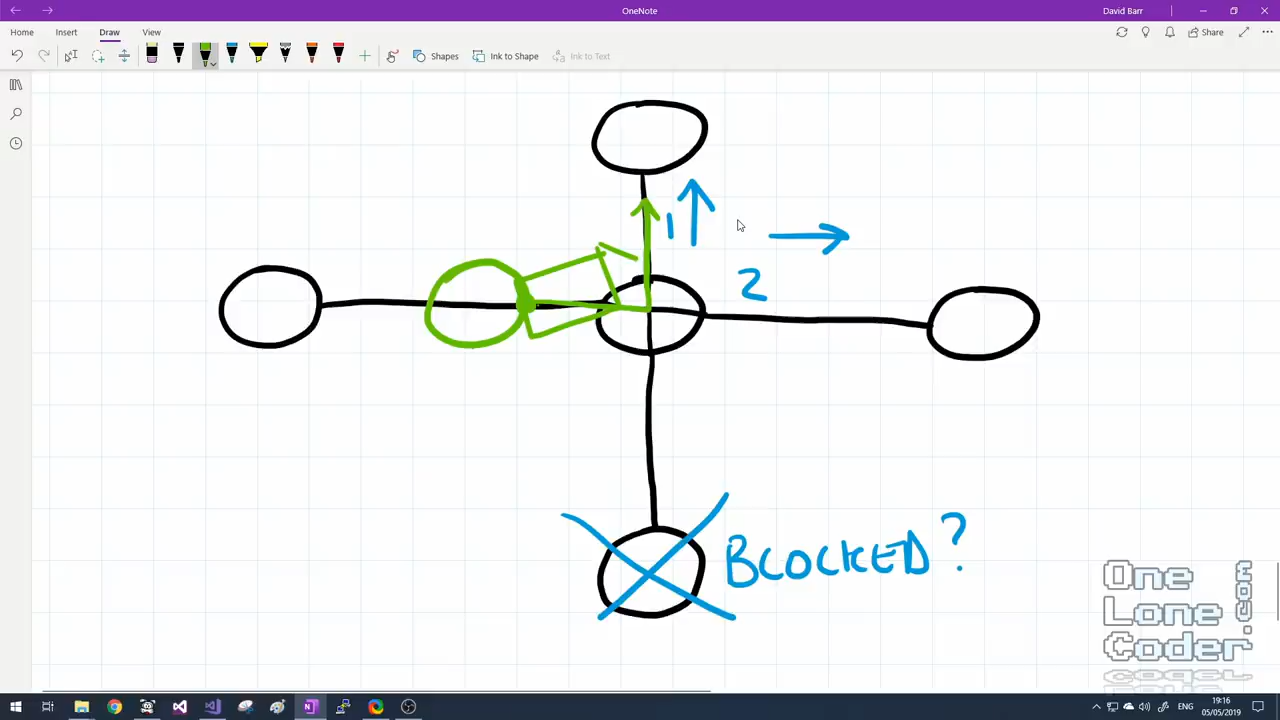 OneNote
David Barr
Home
Insert
Draw
View
Share
Shapes
Ink to Shape
Ink to Text
1
2
BLOCKED?
One
Lone
Coder
.com
ENG
19:16
05/05/2019